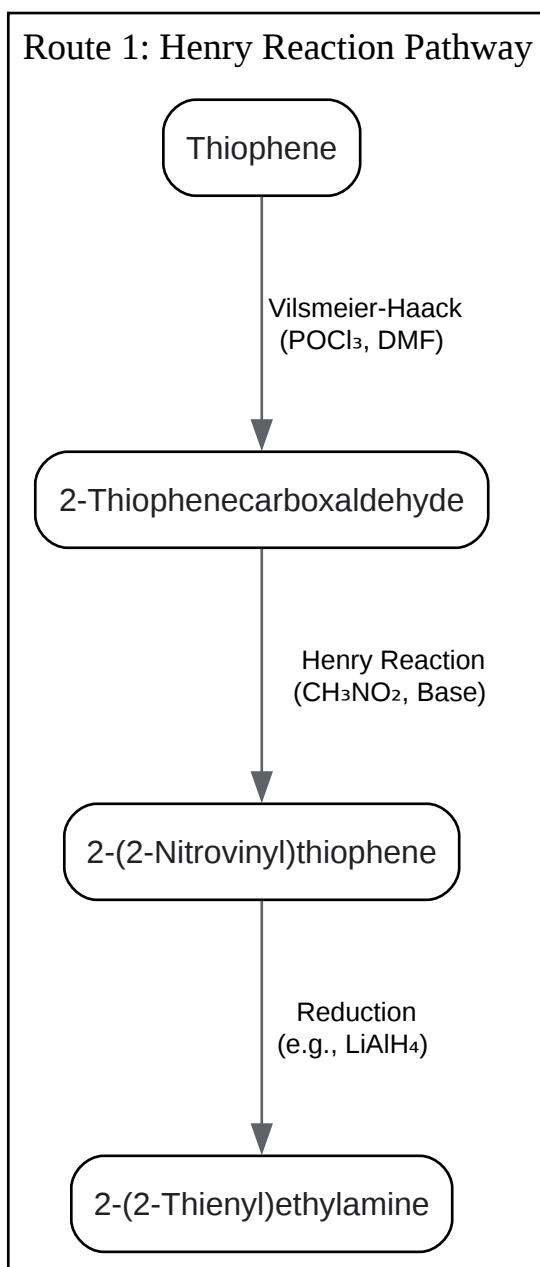 Route 1: Henry Reaction Pathway
Thiophene
Vilsmeier-Haack
(POCl₃, DMF)
2-Thiophenecarboxaldehyde
Henry Reaction
(CH₃NO₂, Base)
2-(2-Nitrovinyl)thiophene
Reduction
(e.g., LiAlH₄)
2-(2-Thienyl)ethylamine